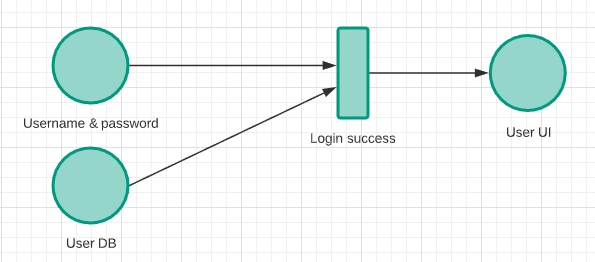 Username & password
Login success
User UI
User DB